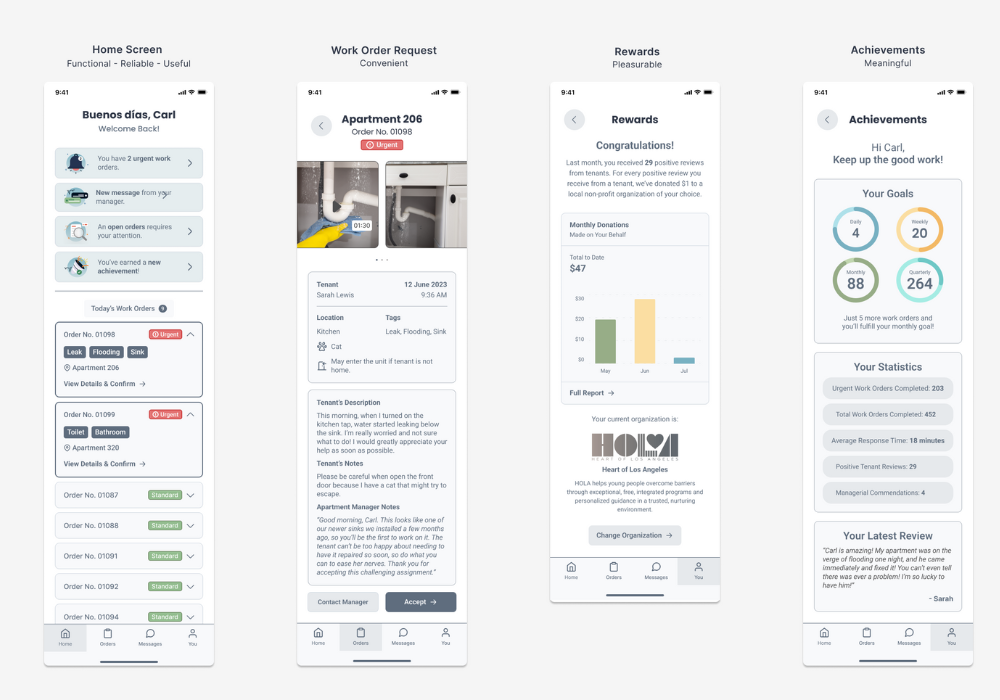 Home Screen
Functional - Reliable - Useful
9:41
Buenos días, Carl
Welcome Back!
You have 2 urgent work
orders.
New message from your
manager.
An open orders requires
your attention.
You've earned a new
achievement!
Today's Work Orders
Order No. 01098
Urgent
Leak
Flooding
Sink
Apartment 206
View Details & Confirm →
Order No. 01099
Urgent
Toilet
Bathroom
Apartment 320
View Details & Confirm →
Order No. 01087
Standard
Order No. 01088
Standard
Order No. 01091
Standard
Order No. 01092
Standard
Order No. 01094
Standard
Home
Orders
Messages
You
Work Order Request
Convenient
9:41
Apartment 206
Order No. 01098
Urgent
01:30
Tenant
12 June 2023
Sarah Lewis
9:36 AM
Location
Tags
Kitchen
Leak, Flooding, Sink
Cat
May enter the unit if tenant is not
home.
Tenant's Description
This morning, when I turned on the
kitchen tap, water started leaking below
the sink. I'm really worried and not sure
what to do! I would greatly appreciate your
help as soon as possible.
Tenant's Notes
Please be careful when open the front
door because I have a cat that might try to
escape.
Apartment Manager Notes
"Good morning, Carl. This looks like one of
our newer sinks we installed a few months
ago, so you'll be the first to work on it. The
tenant can't be too happy about needing to
have it repaired so soon, so do what you
can to ease her nerves. Thank you for
accepting this challenging assignment."
Contact Manager
Accept →
Home
Orders
Messages
You
Rewards
Pleasurable
9:41
Rewards
Congratulations!
Last month, you received 29 positive reviews
from tenants. For every positive review you
receive from a tenant, we've donated $1 to a
local non-profit organization of your choice.
Monthly Donations
Made on Your Behalf
Total to Date
$47
$30
$20
$10
$0
May
Jun
Jul
Full Report →
Your current organization is:
HOLA
HEART OF LOS ANGELES
Heart of Los Angeles
HOLA helps young people overcome barriers
through exceptional, free, integrated programs and
personalized guidance in a trusted, nurturing
environment.
Change Organization →
Home
Orders
Messages
You
Achievements
Meaningful
9:41
Achievements
Hi Carl,
Keep up the good work!
Your Goals
Daily
4
Weekly
20
Monthly
88
Quarterly
264
Just 5 more work orders and
you'll fulfill your monthly goal!
Your Statistics
Urgent Work Orders Completed: 203
Total Work Orders Completed: 452
Average Response Time: 18 minutes
Positive Tenant Reviews: 29
Managerial Commendations: 4
Your Latest Review
"Carl is amazing! My apartment was on the
verge of flooding one night, and he came
immediately and fixed it! You can't even tell
there was ever a problem! I'm so lucky to
have him!"
- Sarah
Home
Orders
Messages
You